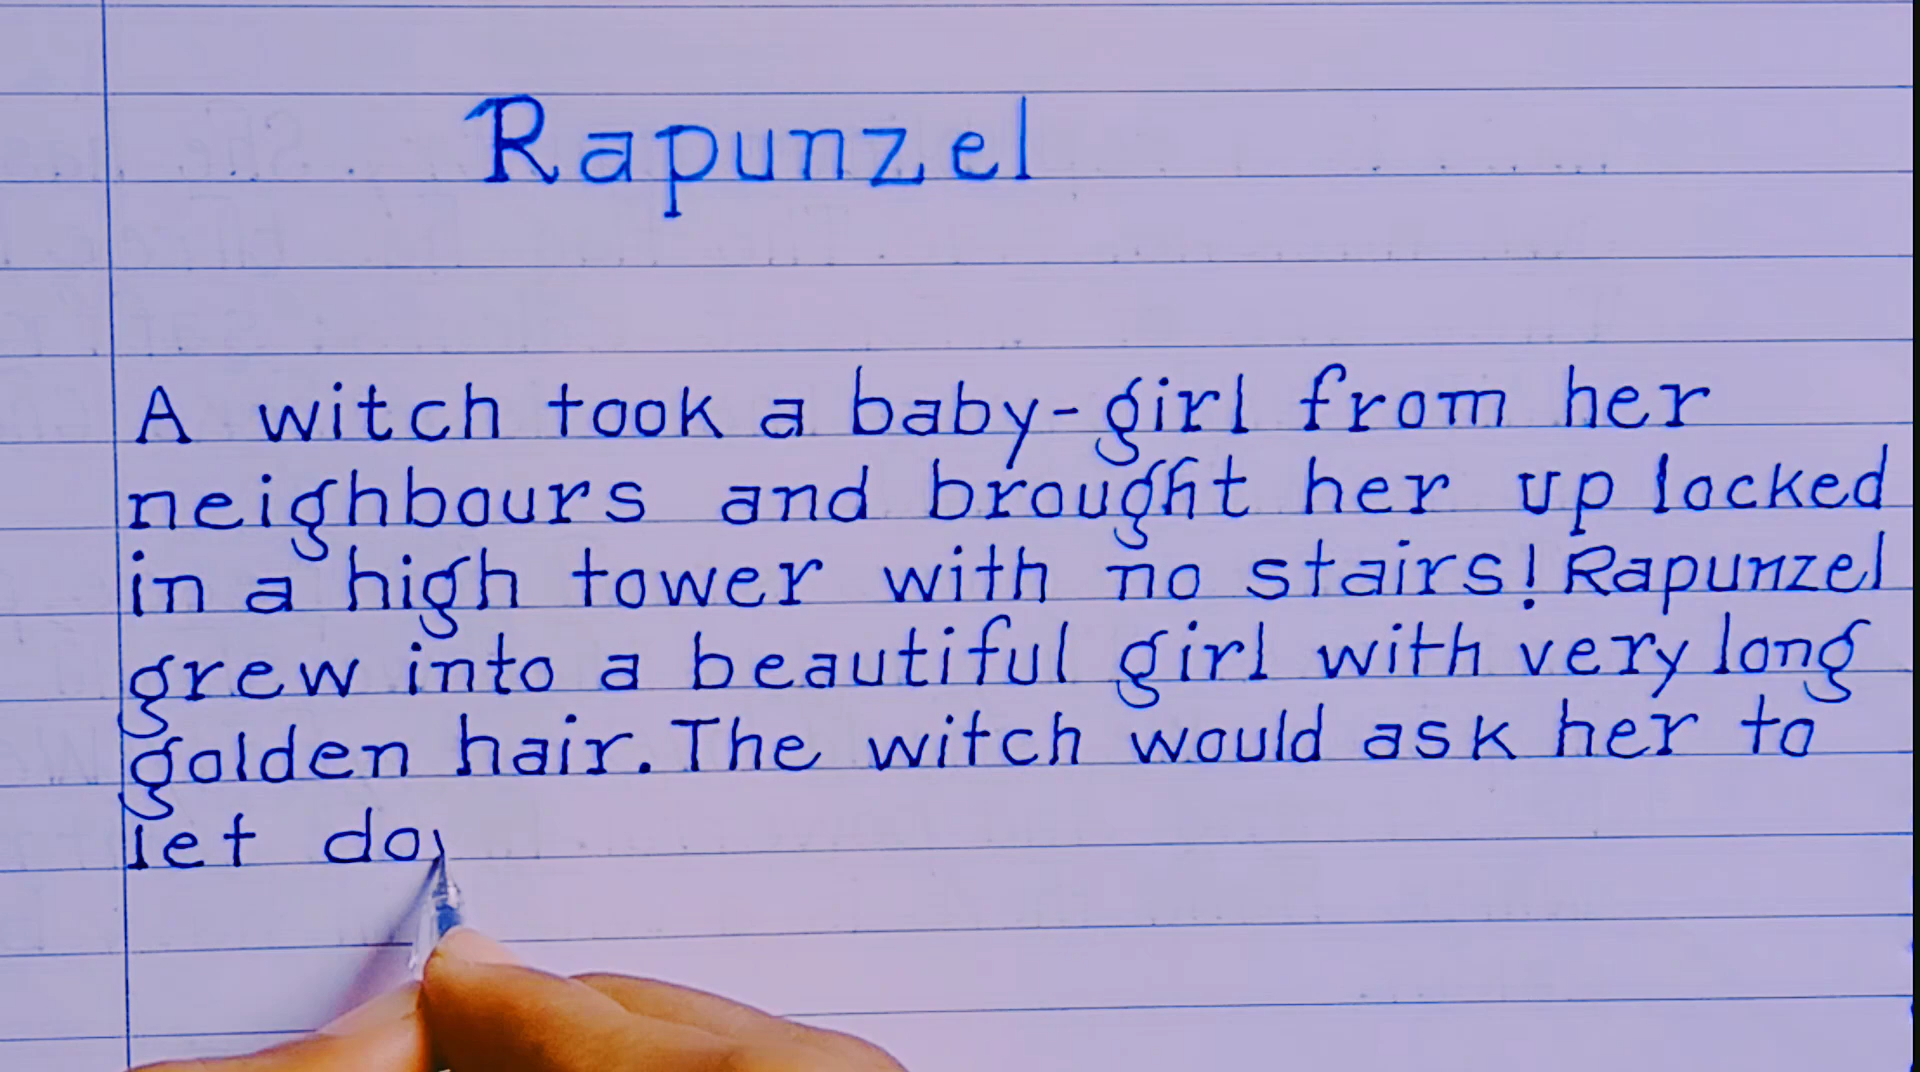 Rapunzel
A witch took a baby-girl from her
neighbours and brought her up locked
in a high tower with no stairs! Rapunzel
grew into a beautiful girl with very long
golden hair. The witch would ask her to
let do